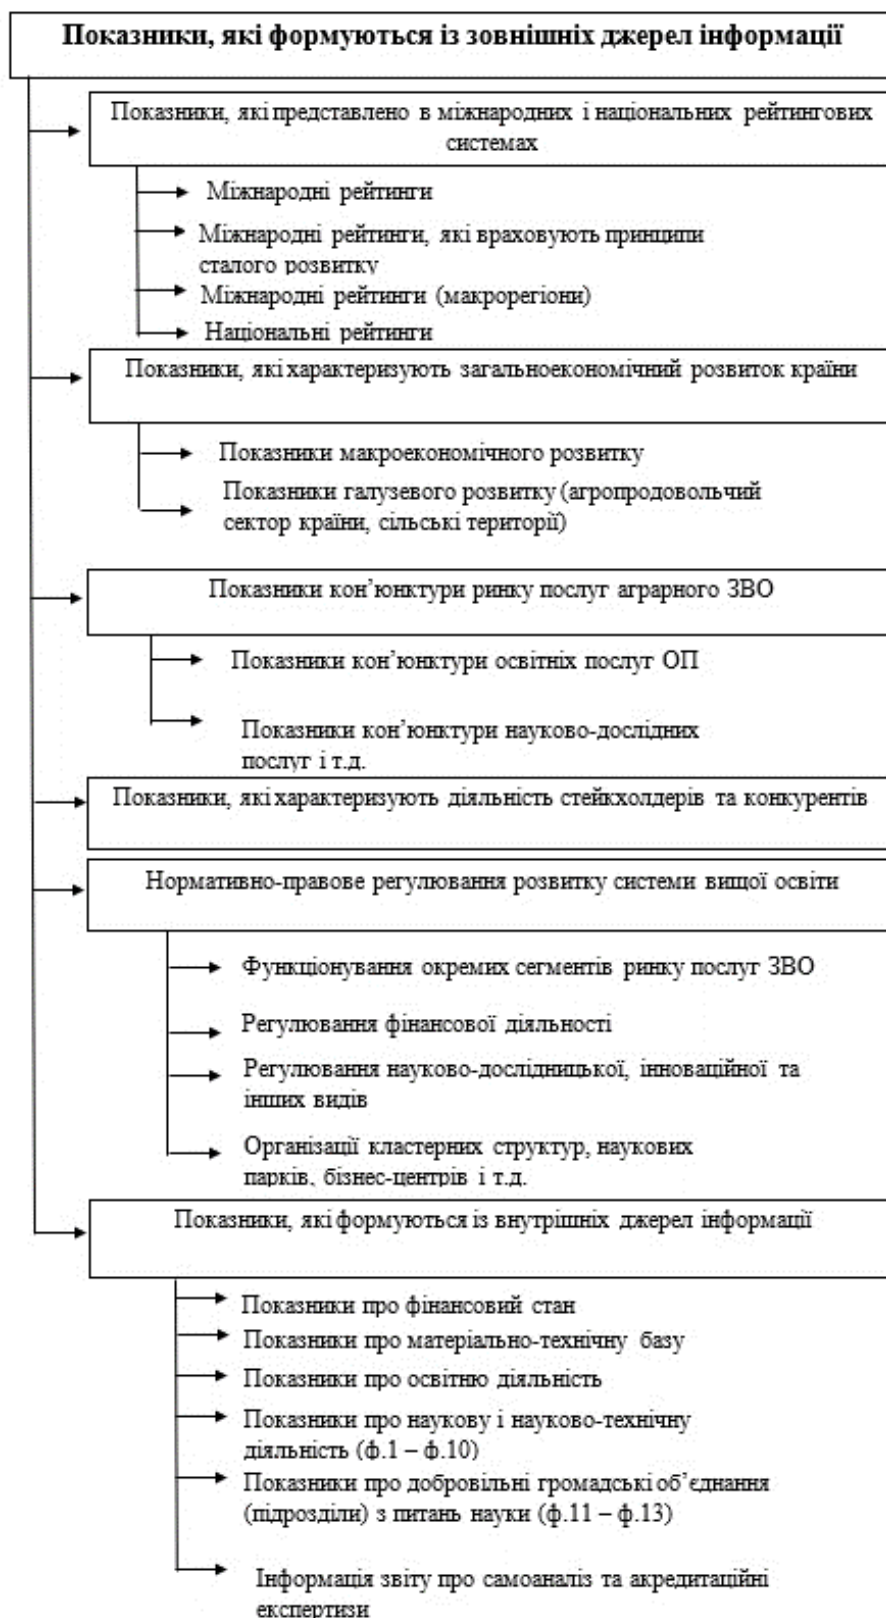 Показники, які формуються із зовнішніх джерел інформації
Показники, які представлено в міжнародних і національних рейтингових
системах
Міжнародні рейтинги
Міжнародні рейтинги, які враховують принципи
сталого розвитку
Міжнародні рейтинги (макрорегіони)
Національні рейтинги
Показники, які характеризують загальноекономічний розвиток країни
Показники макроекономічного розвитку
Показники галузевого розвитку (агропродовольчий
сектор країни, сільські території)
Показники кон’юнктури ринку послуг аграрного ЗВО
Показники кон’юнктури освітніх послуг ОП
Показники кон’юнктури науково-дослідних
послуг і т.д.
Показники, які характеризують діяльність стейкхолдерів та конкурентів
Нормативно-правове регулювання розвитку системи вищої освіти
Функціонування окремих сегментів ринку послуг ЗВО
Регулювання фінансової діяльності
Регулювання науково-дослідницької, інноваційної та
інших видів
Організації кластерних структур, наукових
парків, бізнес-центрів і т.д.
Показники, які формуються із внутрішніх джерел інформації
Показники про фінансовий стан
Показники про матеріально-технічну базу
Показники про освітню діяльність
Показники про наукову і науково-технічну
діяльність (ф.1 – ф.10)
Показники про добровільні громадські об’єднання
(підрозділи) з питань науки (ф.11 – ф.13)
Інформація звіту про самоаналіз та акредитаційні
експертизи